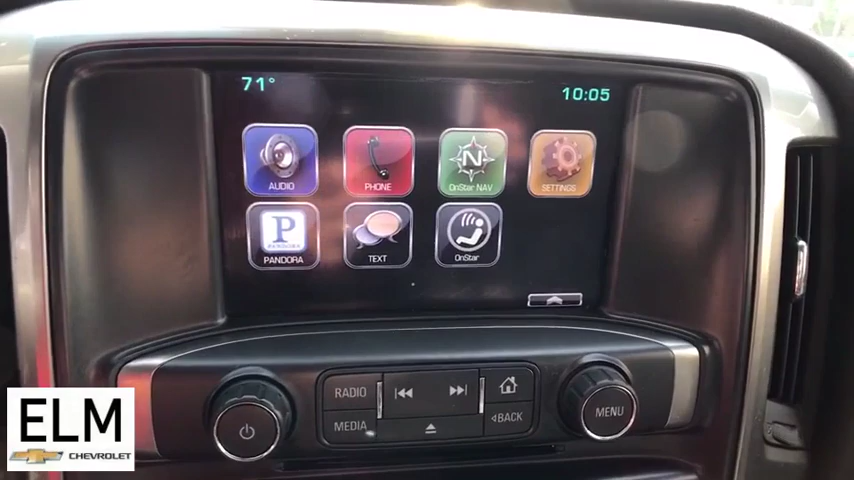 71° 10:05
AUDIO PHONE OnStar NAV SETTINGS
N
P
PANDORA
PANDORA TEXT OnStar
RADIO
MEDIA
BACK
MENU
ELM
CHEVROLET